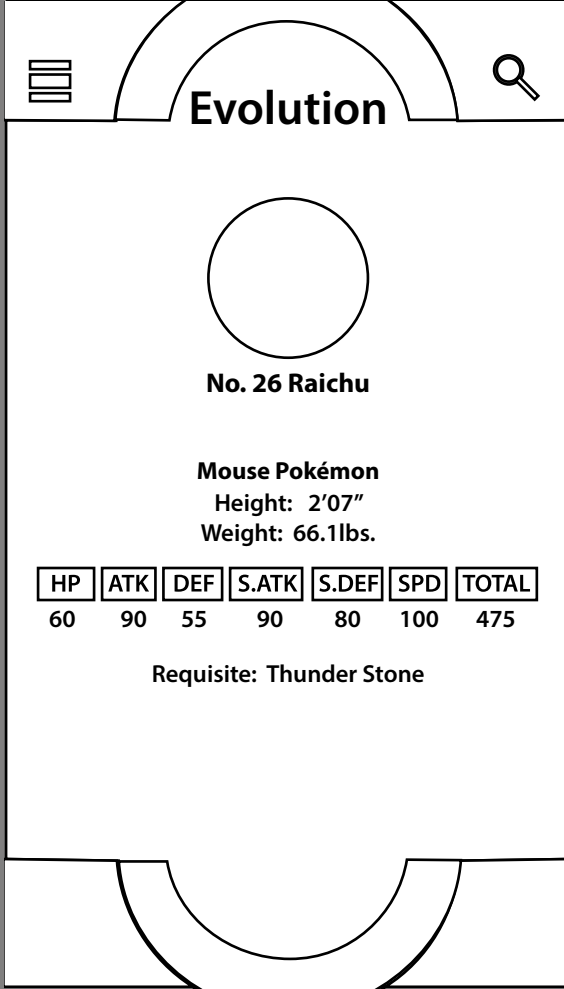 Evolution
No. 26 Raichu
Mouse Pokémon
Height: 2’07”
Weight: 66.1lbs.
HP ATK DEF S.ATK S.DEF SPD TOTAL
60 90 55 90 80 100 475
Requisite: Thunder Stone